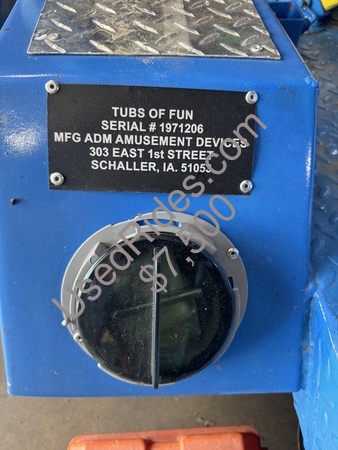 TUBS OF FUN
SERIAL # 1971206
MFG ADM AMUSEMENT DEVICES
303 EAST 1st STREET
SCHALLER, IA. 51053
UsedRides.com
$7,500